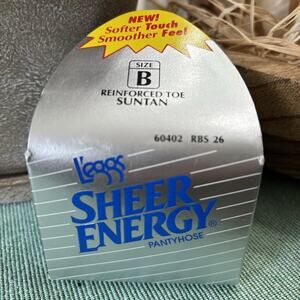 NEW!
Softer Touch
Smoother Feel
SIZE
B
REINFORCED TOE
SUNTAN
60402 RBS 26
L'eggs
SHEER
ENERGY®
PANTYHOSE